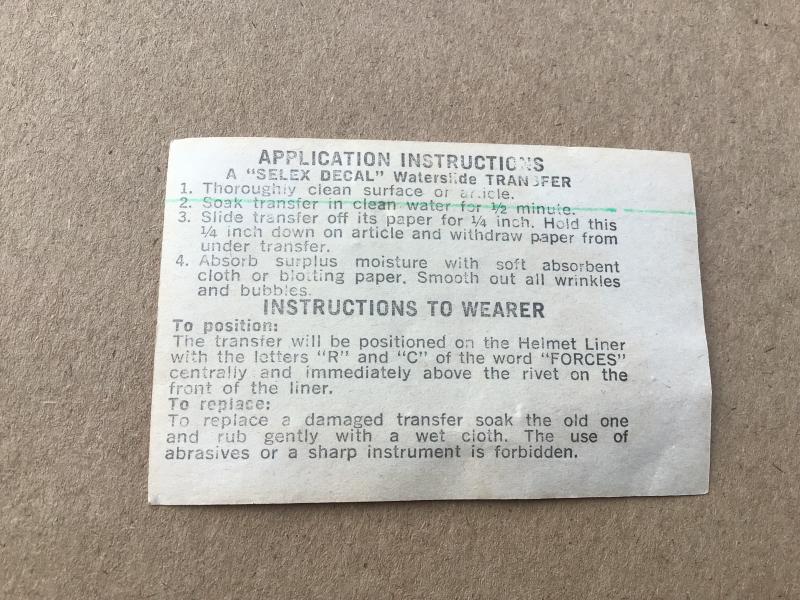 APPLICATION INSTRUCTIONS
A "SELEX DECAL" Waterslide TRANSFER
1. Thoroughly clean surface or article.
2. Soak transfer in clean water for ½ minute.
3. Slide transfer off its paper for ¼ inch. Hold this
¼ inch down on article and withdraw paper from
under transfer.
4. Absorb surplus moisture with soft absorbent
cloth or blotting paper. Smooth out all wrinkles
and bubbles.
INSTRUCTIONS TO WEARER
To position:
The transfer will be positioned on the Helmet Liner
with the letters "R" and "C" of the word "FORCES"
centrally and immediately above the rivet on the
front of the liner.
To replace:
To replace a damaged transfer soak the old one
and rub gently with a wet cloth. The use of
abrasives or a sharp instrument is forbidden.